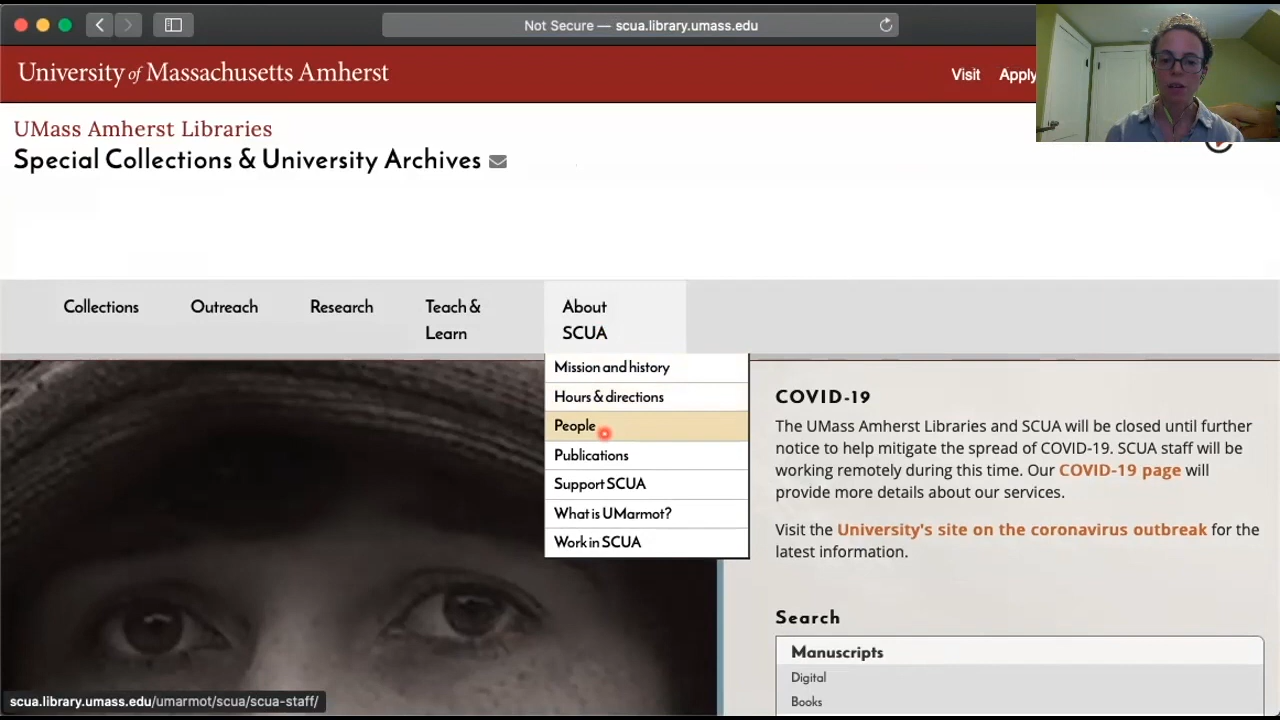 Not Secure — scua.library.umass.edu
University of Massachusetts Amherst
Visit
Apply
UMass Amherst Libraries
Special Collections & University Archives
Collections
Outreach
Research
Teach &
Learn
About
SCUA
Mission and history
Hours & directions
People
Publications
Support SCUA
What is UMarmot?
Work in SCUA
COVID-19
The UMass Amherst Libraries and SCUA will be closed until further
notice to help mitigate the spread of COVID-19. SCUA staff will be
working remotely during this time. Our COVID-19 page will
provide more details about our services.
Visit the University's site on the coronavirus outbreak for the
latest information.
Search
Manuscripts
Digital
Books
scua.library.umass.edu/umarmot/scua/scua-staff/